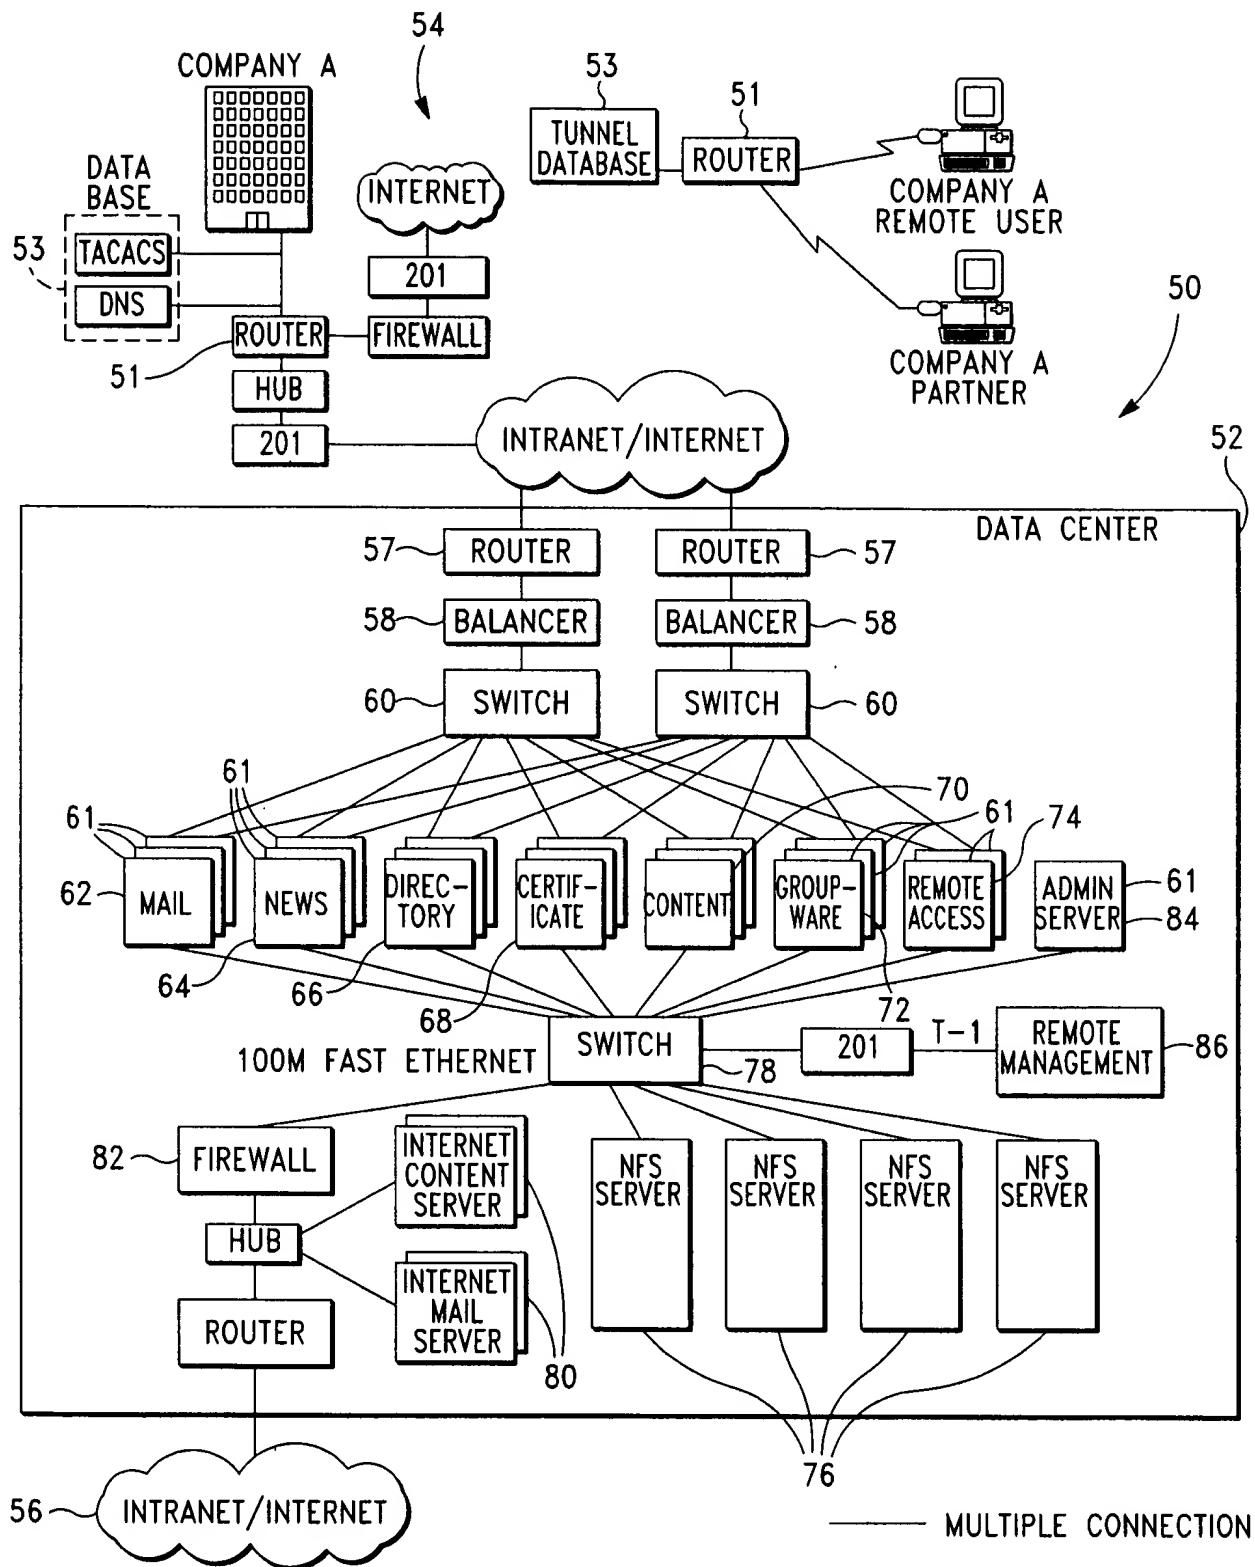 54
COMPANY A
53
51
TUNNEL
DATABASE
ROUTER
COMPANY A
REMOTE USER
DATA
BASE
INTERNET
53
TACACS
DNS
201
ROUTER
FIREWALL
51
HUB
201
COMPANY A
PARTNER
50
INTRANET/INTERNET
52
DATA CENTER
57
ROUTER
ROUTER
57
58
BALANCER
BALANCER
58
60
SWITCH
SWITCH
60
61
61
70
61
74
62
MAIL
NEWS
DIREC-
TORY
CERTIF-
ICATE
CONTENT
GROUP-
WARE
REMOTE
ACCESS
ADMIN
SERVER
61
84
64
66
68
72
100M FAST ETHERNET
SWITCH
78
201
T-1
REMOTE
MANAGEMENT
86
82
FIREWALL
INTERNET
CONTENT
SERVER
NFS
SERVER
NFS
SERVER
NFS
SERVER
NFS
SERVER
HUB
INTERNET
MAIL
SERVER
ROUTER
80
76
56
INTRANET/INTERNET
MULTIPLE CONNECTION